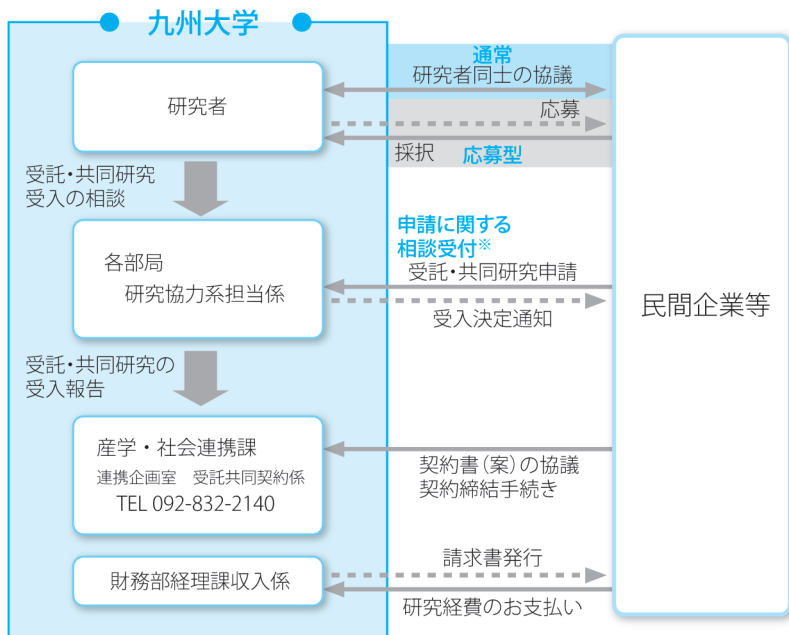 九州大学
通常
研究者同士の協議
研究者
応募
採択 応募型
受託・共同研究
受入の相談
申請に関する
相談受付※
各部局
研究協力系担当係
受託・共同研究申請
受入決定通知
民間企業等
受託・共同研究の
受入報告
産学・社会連携課
連携企画室 受託共同契約係
TEL 092-832-2140
契約書(案)の協議
契約締結手続き
請求書発行
財務部経理課収入係
研究経費のお支払い